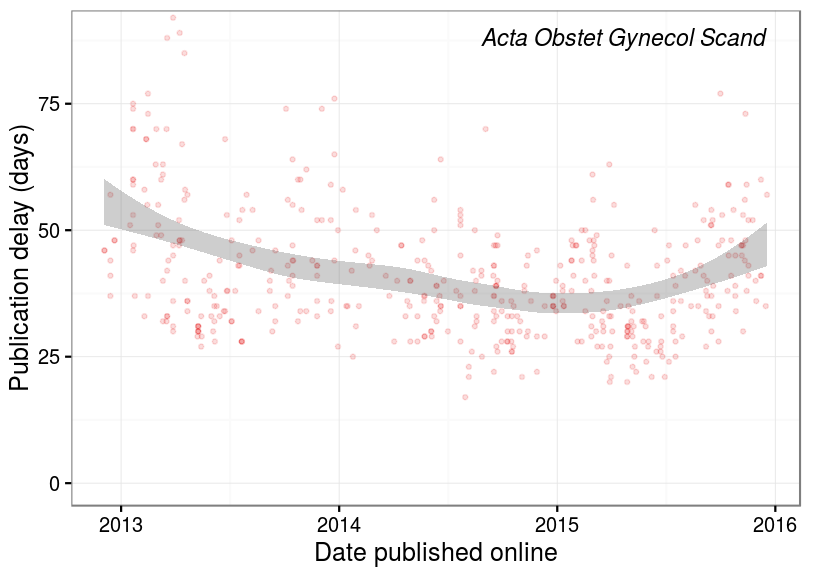 Acta Obstet Gynecol Scand
Publication delay (days)
75
50
25
0
2013 2014 2015 2016
Date published online